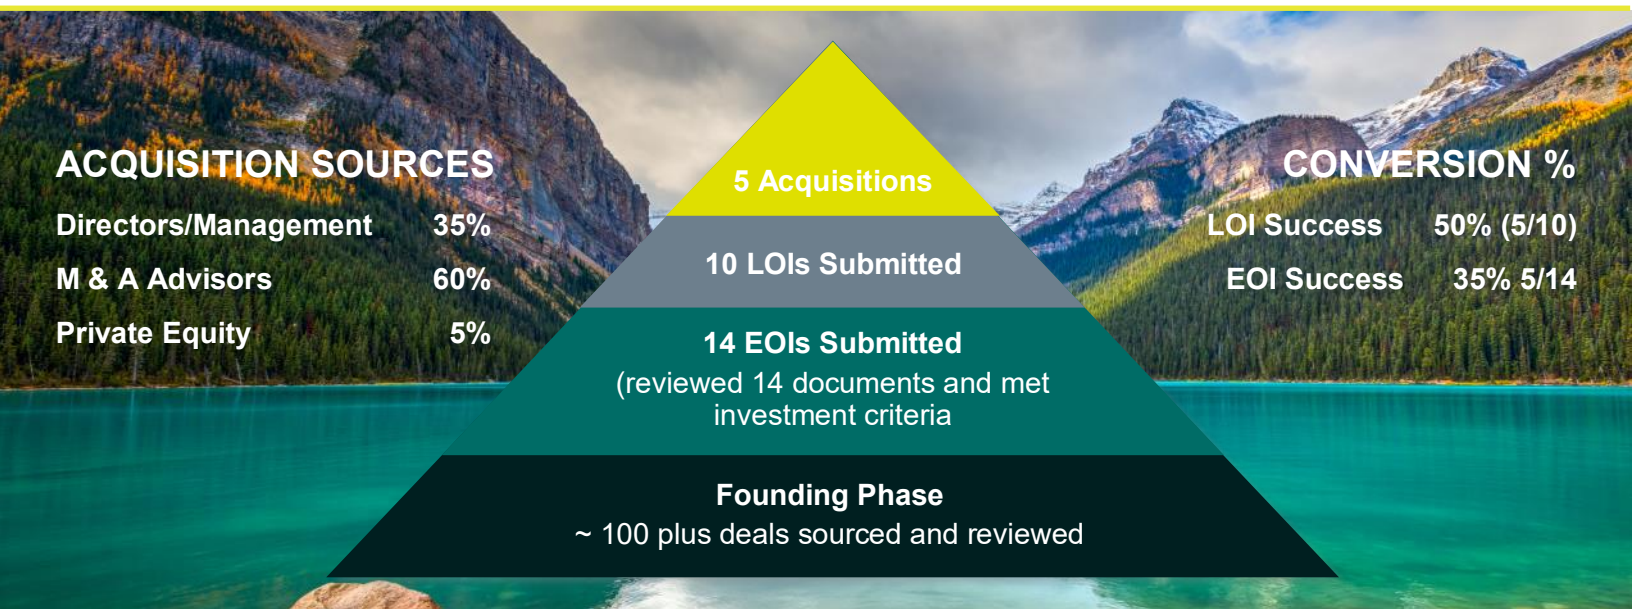 ACQUISITION SOURCES
Directors/Management 35%
M & A Advisors 60%
Private Equity 5%
5 Acquisitions
10 LOIs Submitted
14 EOIs Submitted
(reviewed 14 documents and met
investment criteria
Founding Phase
~ 100 plus deals sourced and reviewed
CONVERSION %
LOI Success 50% (5/10)
EOI Success 35% 5/14